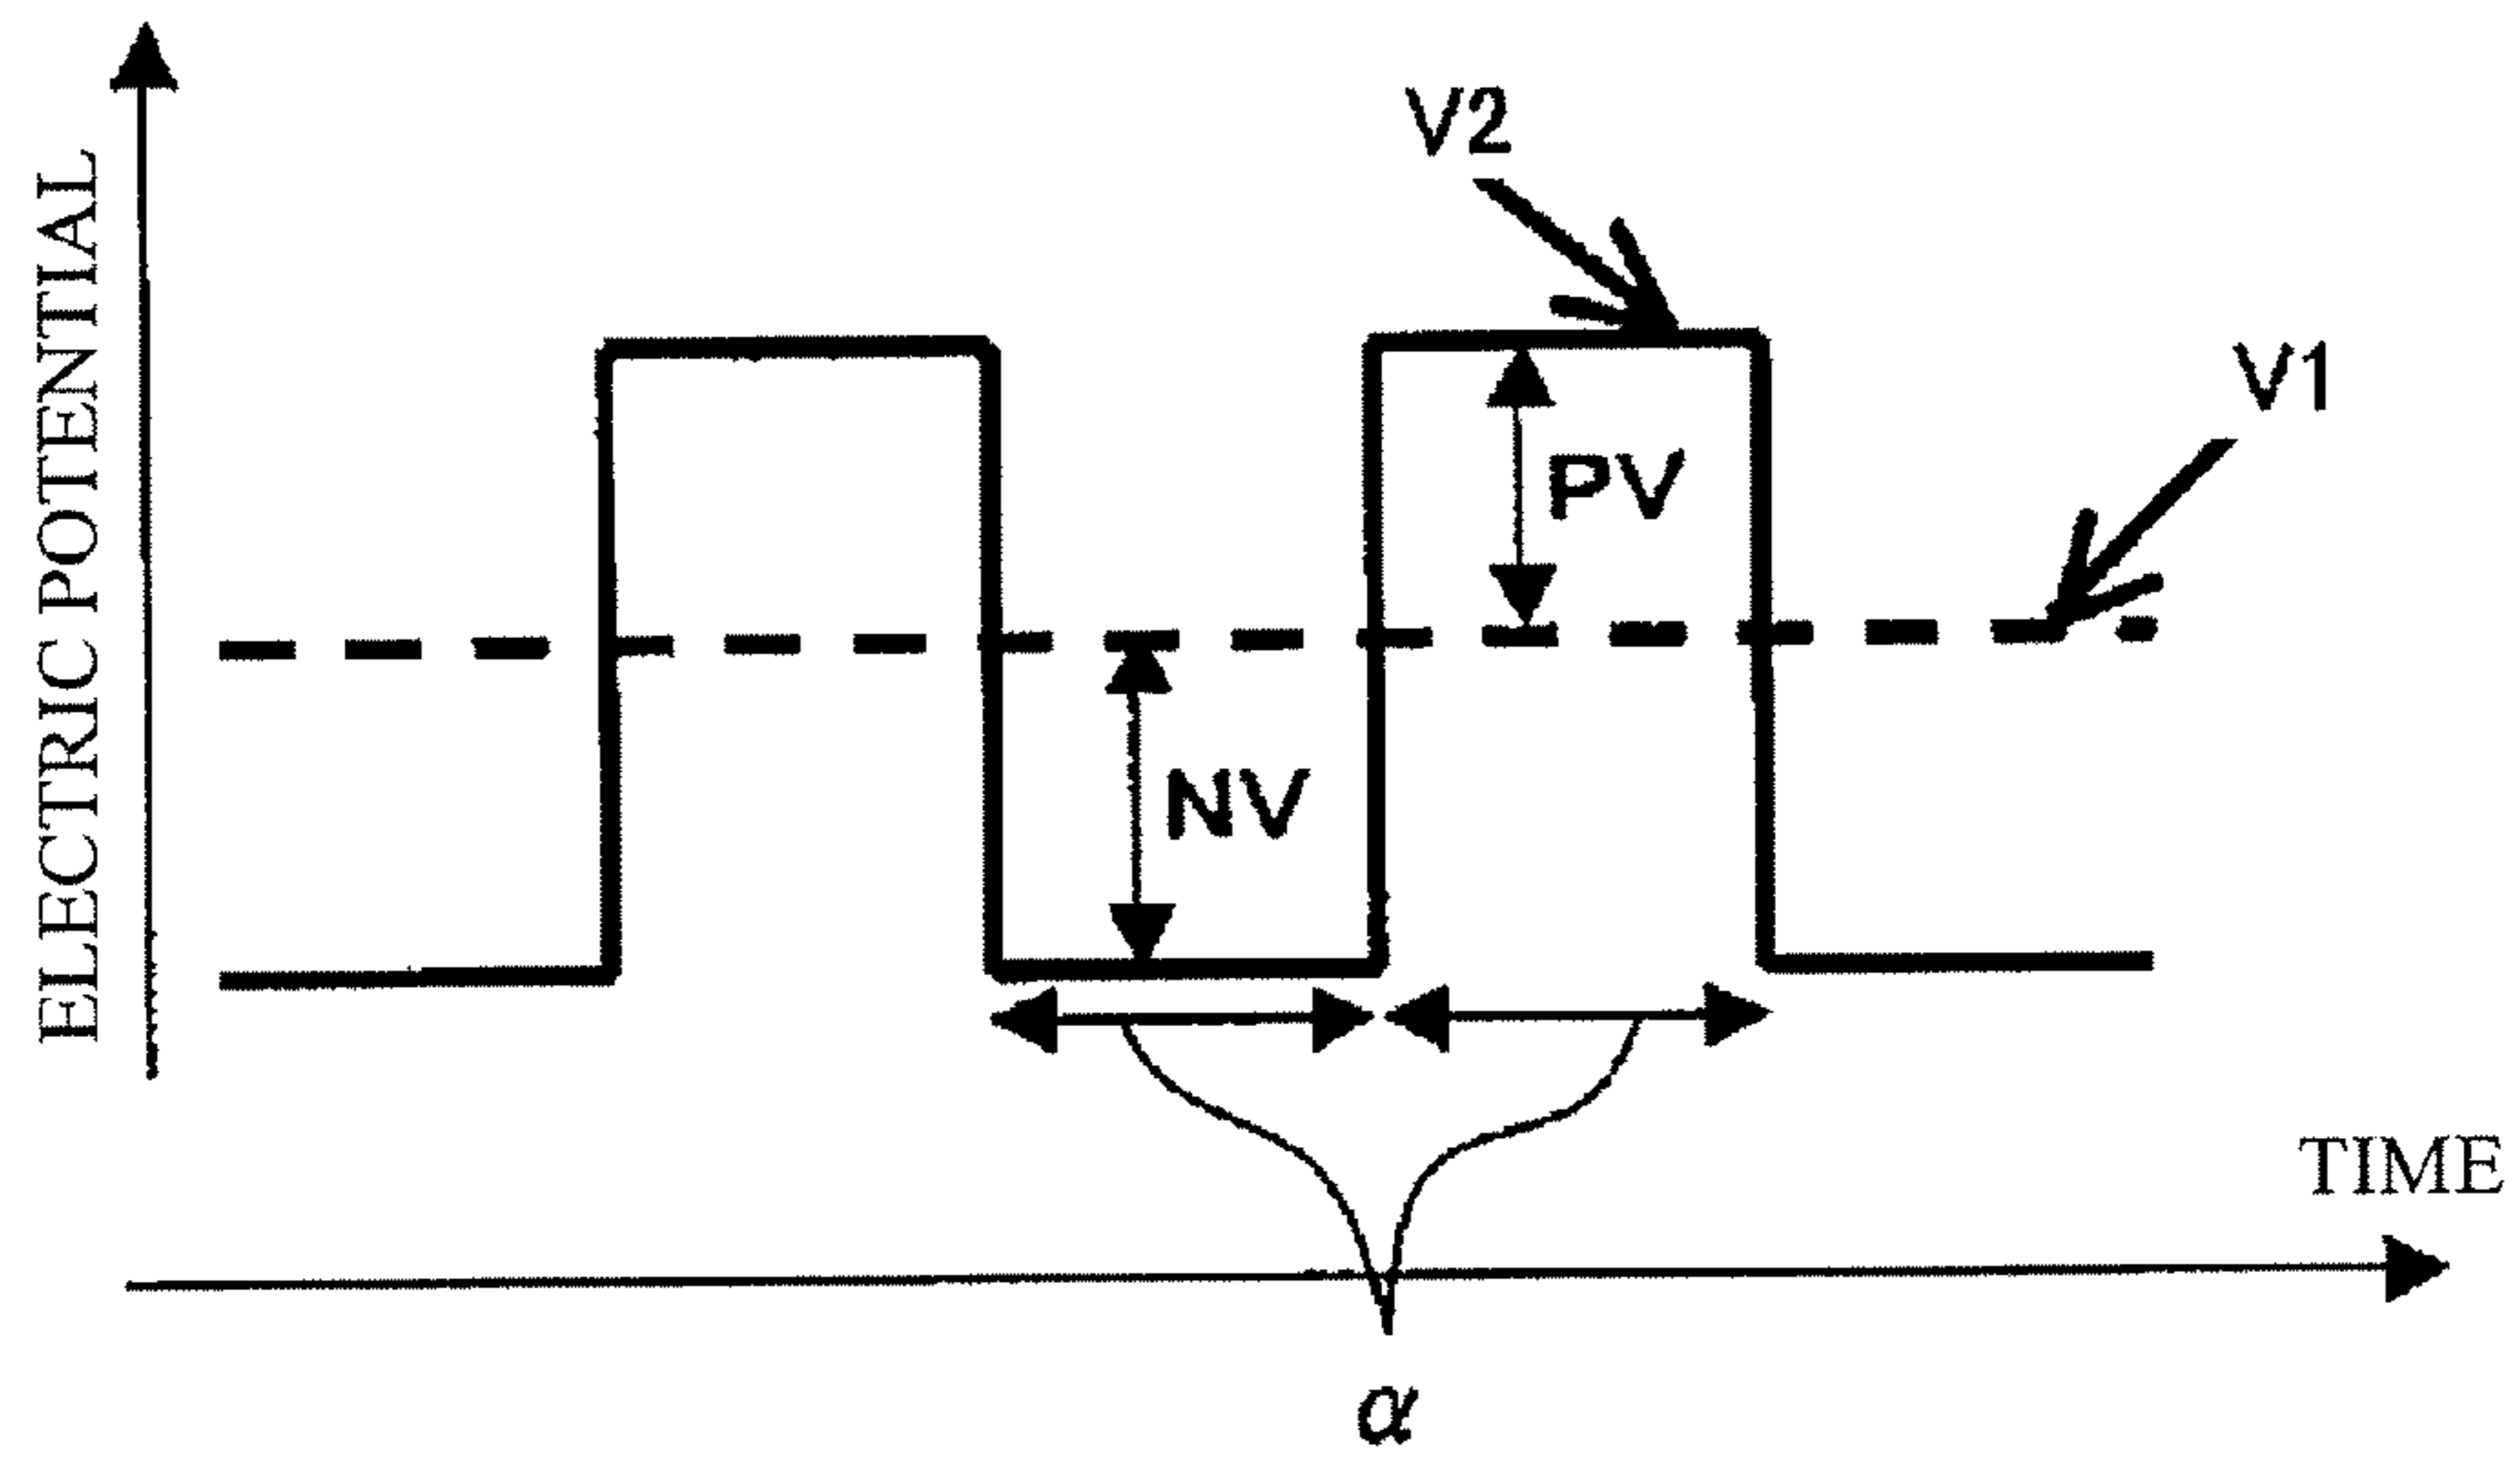 ELECTRIC POTENTIAL
V2
V1
PV
NV
TIME
α